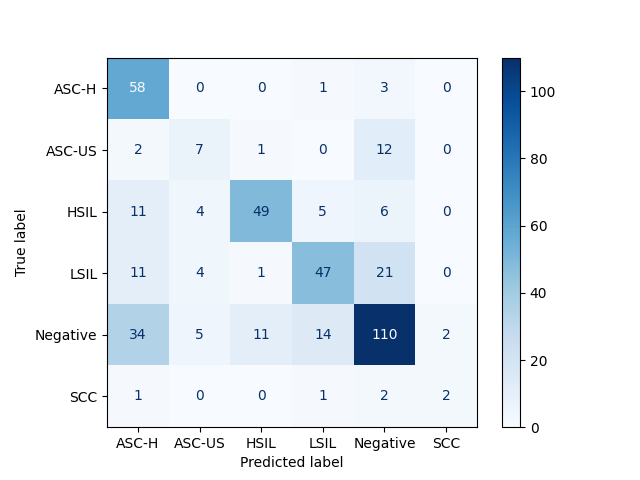 ASC-H 58 0 0 1 3 0
ASC-US 2 7 1 0 12 0
HSIL 11 4 49 5 6 0
LSIL 11 4 1 47 21 0
Negative 34 5 11 14 110 2
SCC 1 0 0 1 2 2
ASC-H ASC-US HSIL LSIL Negative SCC
Predicted label
True label
100
80
60
40
20
0